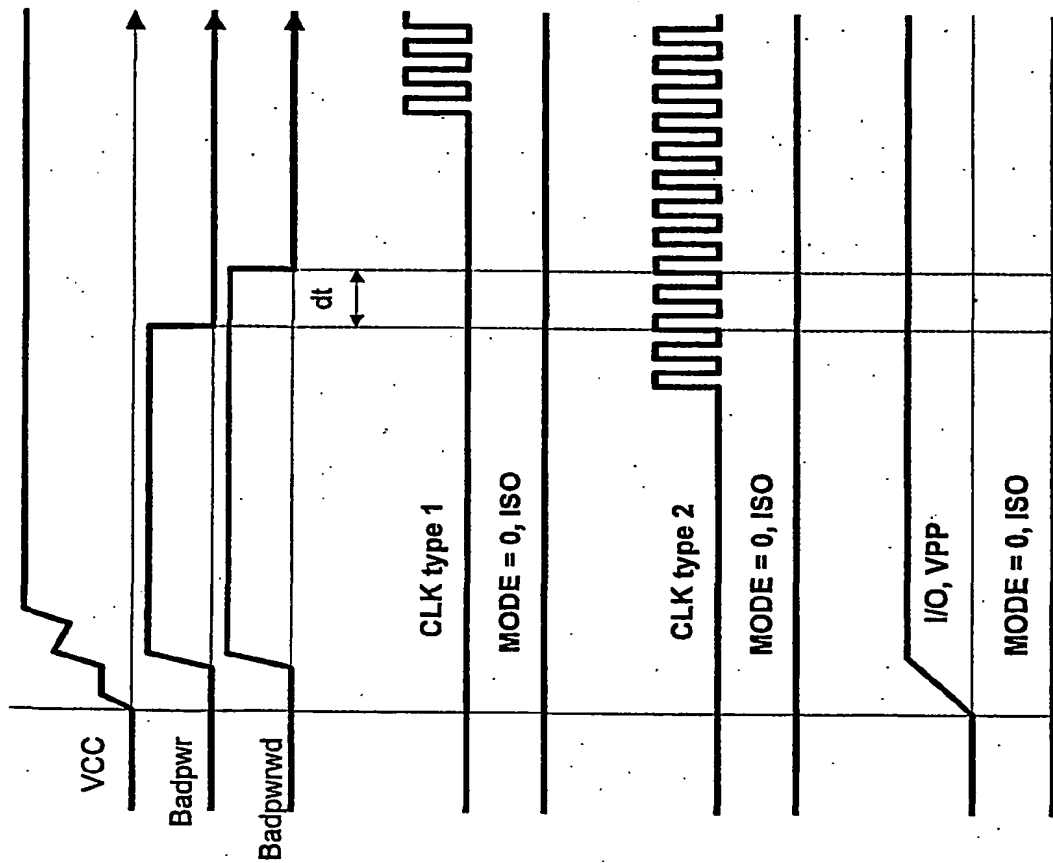 VCC
Badpwr
Badpwrwd
dt
CLK type 1
MODE = 0, ISO
CLK type 2
MODE = 0, ISO
I/O, VPP
MODE = 0, ISO